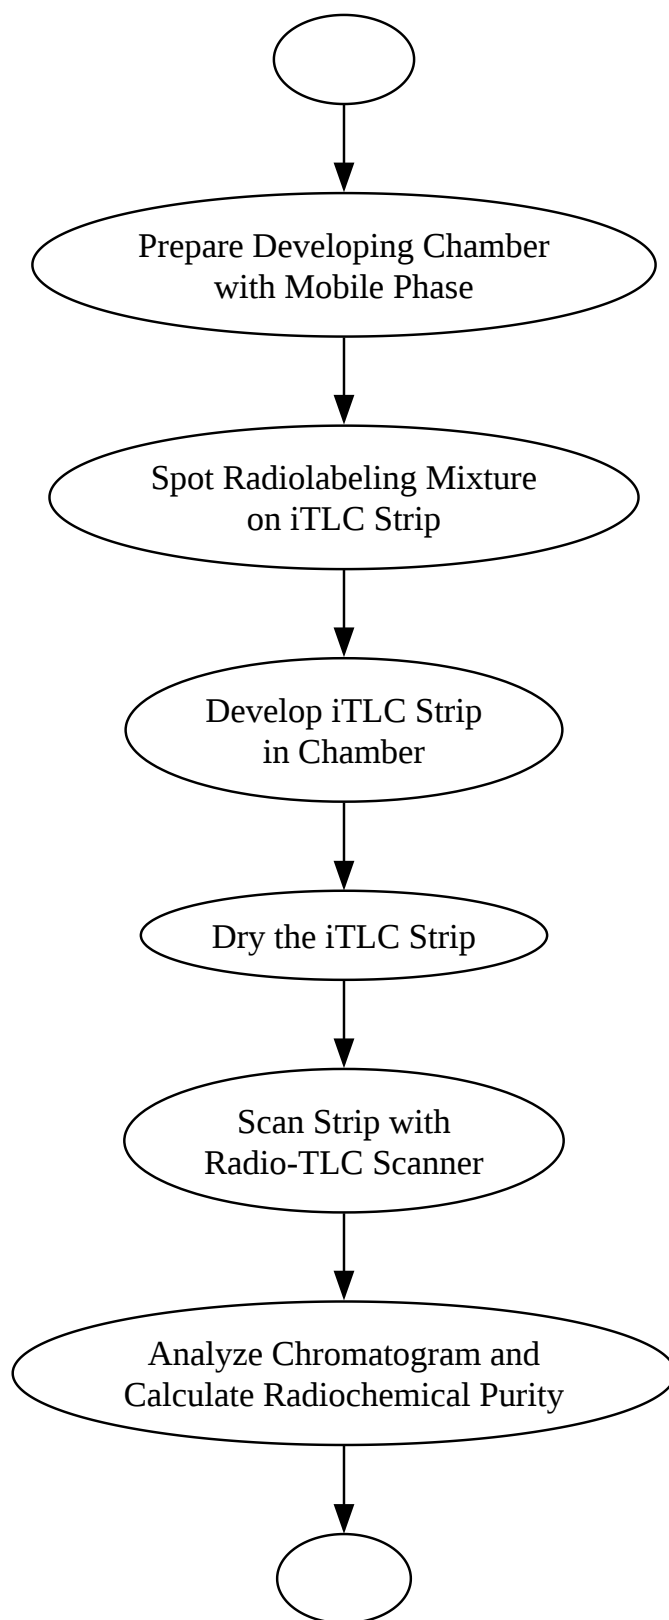 Prepare Developing Chamber
with Mobile Phase
Spot Radiolabeling Mixture
on iTLC Strip
Develop iTLC Strip
in Chamber
Dry the iTLC Strip
Scan Strip with
Radio-TLC Scanner
Analyze Chromatogram and
Calculate Radiochemical Purity